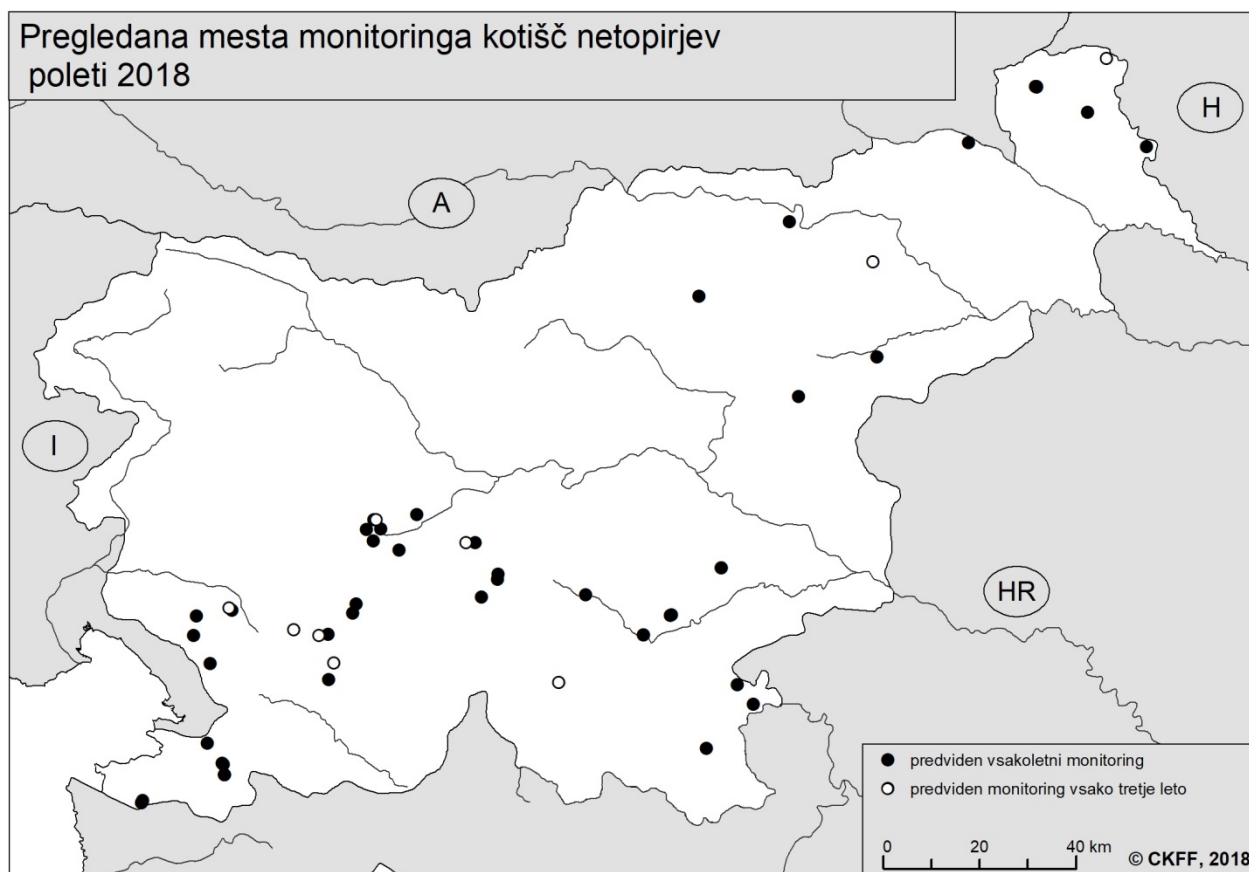 Pregledana mesta monitoringa kotišč netopirjev
poleti 2018
H
A
I
HR
predviden vsakoletni monitoring
predviden monitoring vsako tretje leto
0 20 40 km
© CKFF, 2018